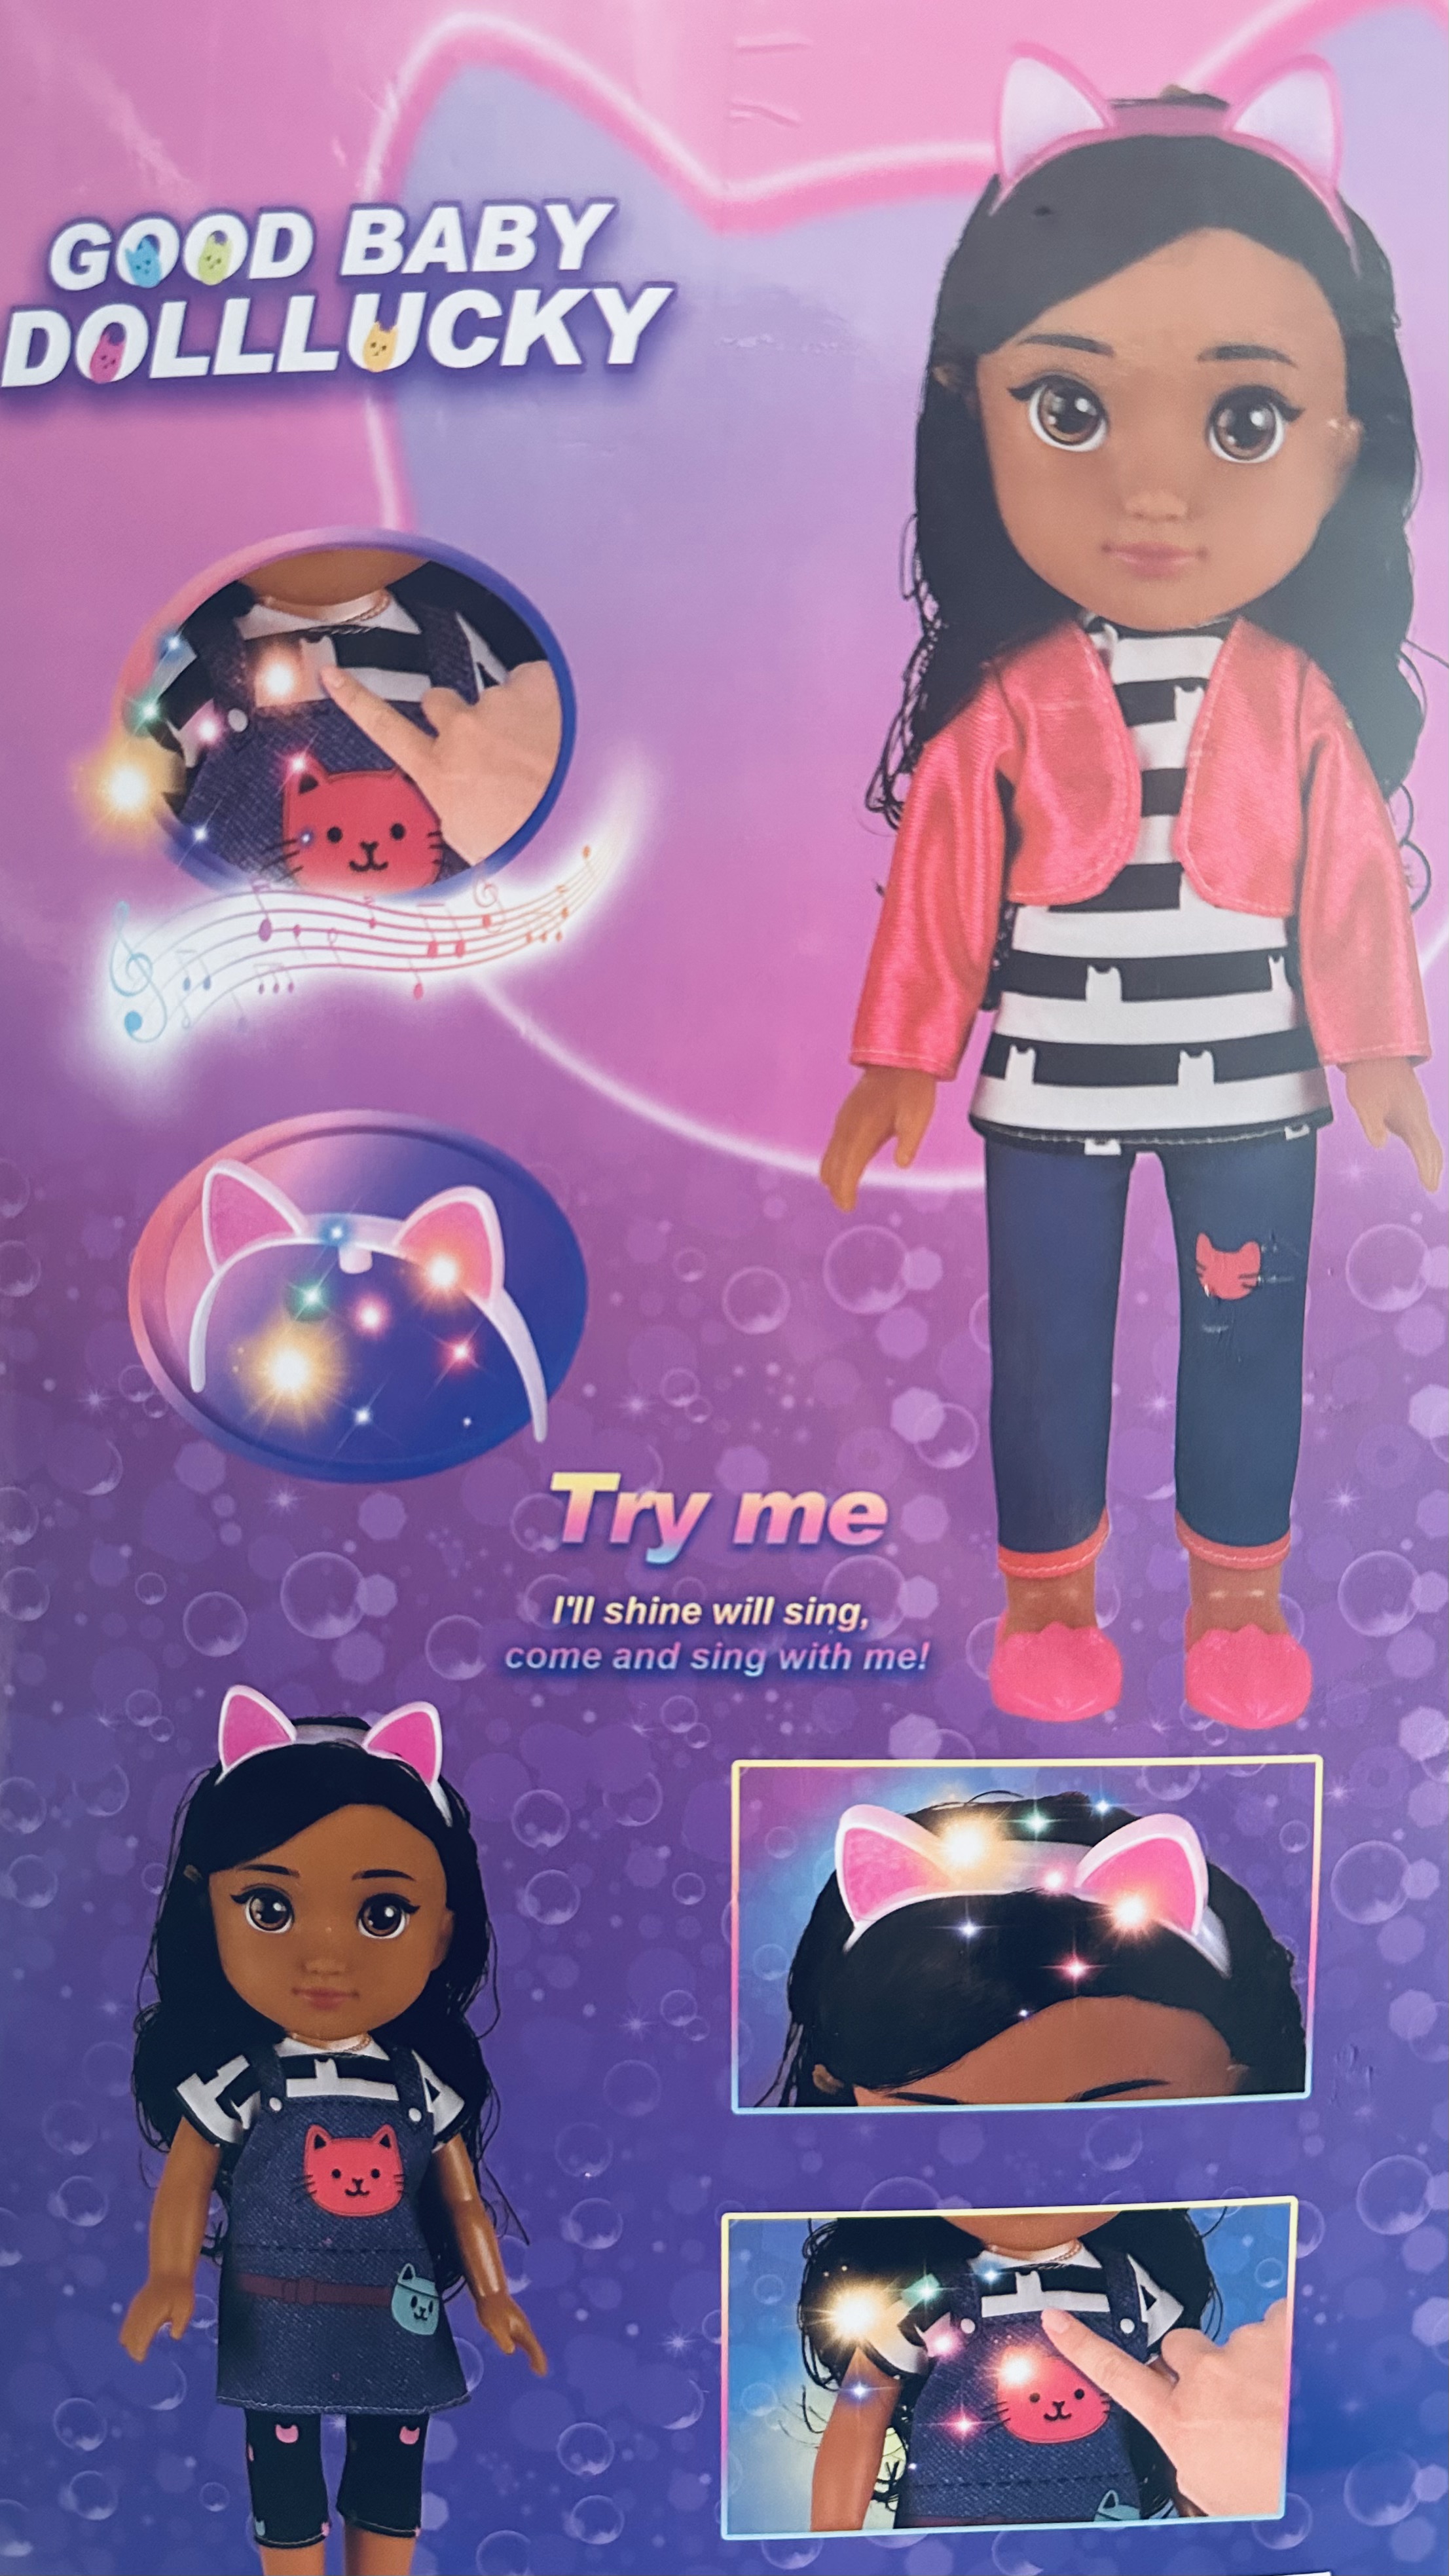 GOOD BABY
DOLLLUCKY
Try me
I'll shine will sing,
come and sing with me!